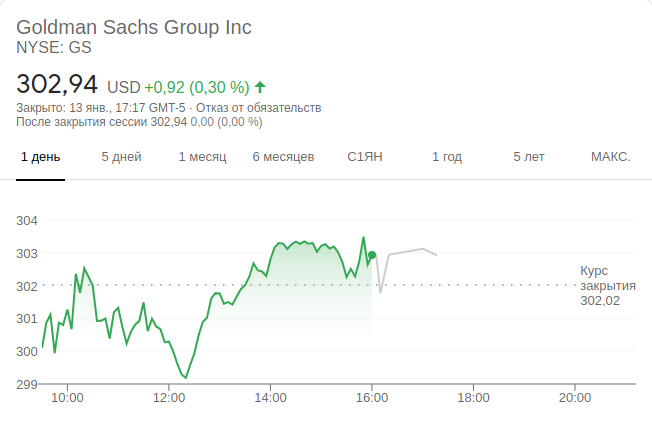 Goldman Sachs Group Inc
NYSE: GS
302,94 USD +0,92 (0,30 %)
Закрыто: 13 янв., 17:17 GMT-5 · Отказ от обязательств
После закрытия сессии 302,94 0,00 (0,00 %)
1 день 5 дней 1 месяц 6 месяцев С1ЯН 1 год 5 лет МАКС.
304
303
302
301
300
299
Курс
закрытия
302,02
10:00 12:00 14:00 16:00 18:00 20:00